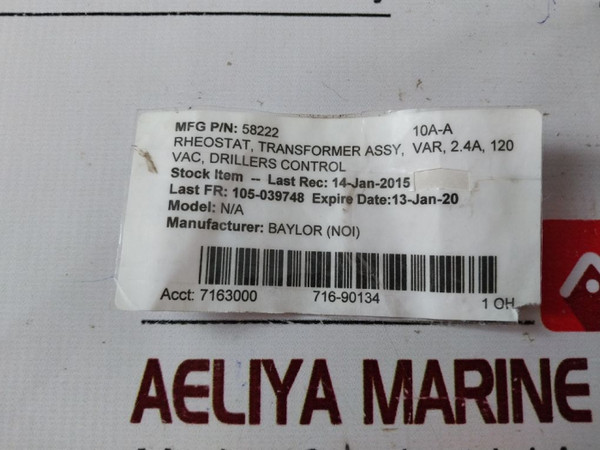 MFG P/N: 58222 10A-A
RHEOSTAT, TRANSFORMER ASSY, VAR, 2.4A, 120
VAC, DRILLERS CONTROL
Stock Item -- Last Rec: 14-Jan-2015
Last FR: 105-039748 Expire Date:13-Jan-20
Model: N/A
Manufacturer: BAYLOR (NOI)
Acct: 7163000 716-90134 1 OH
AELIYA MARINE